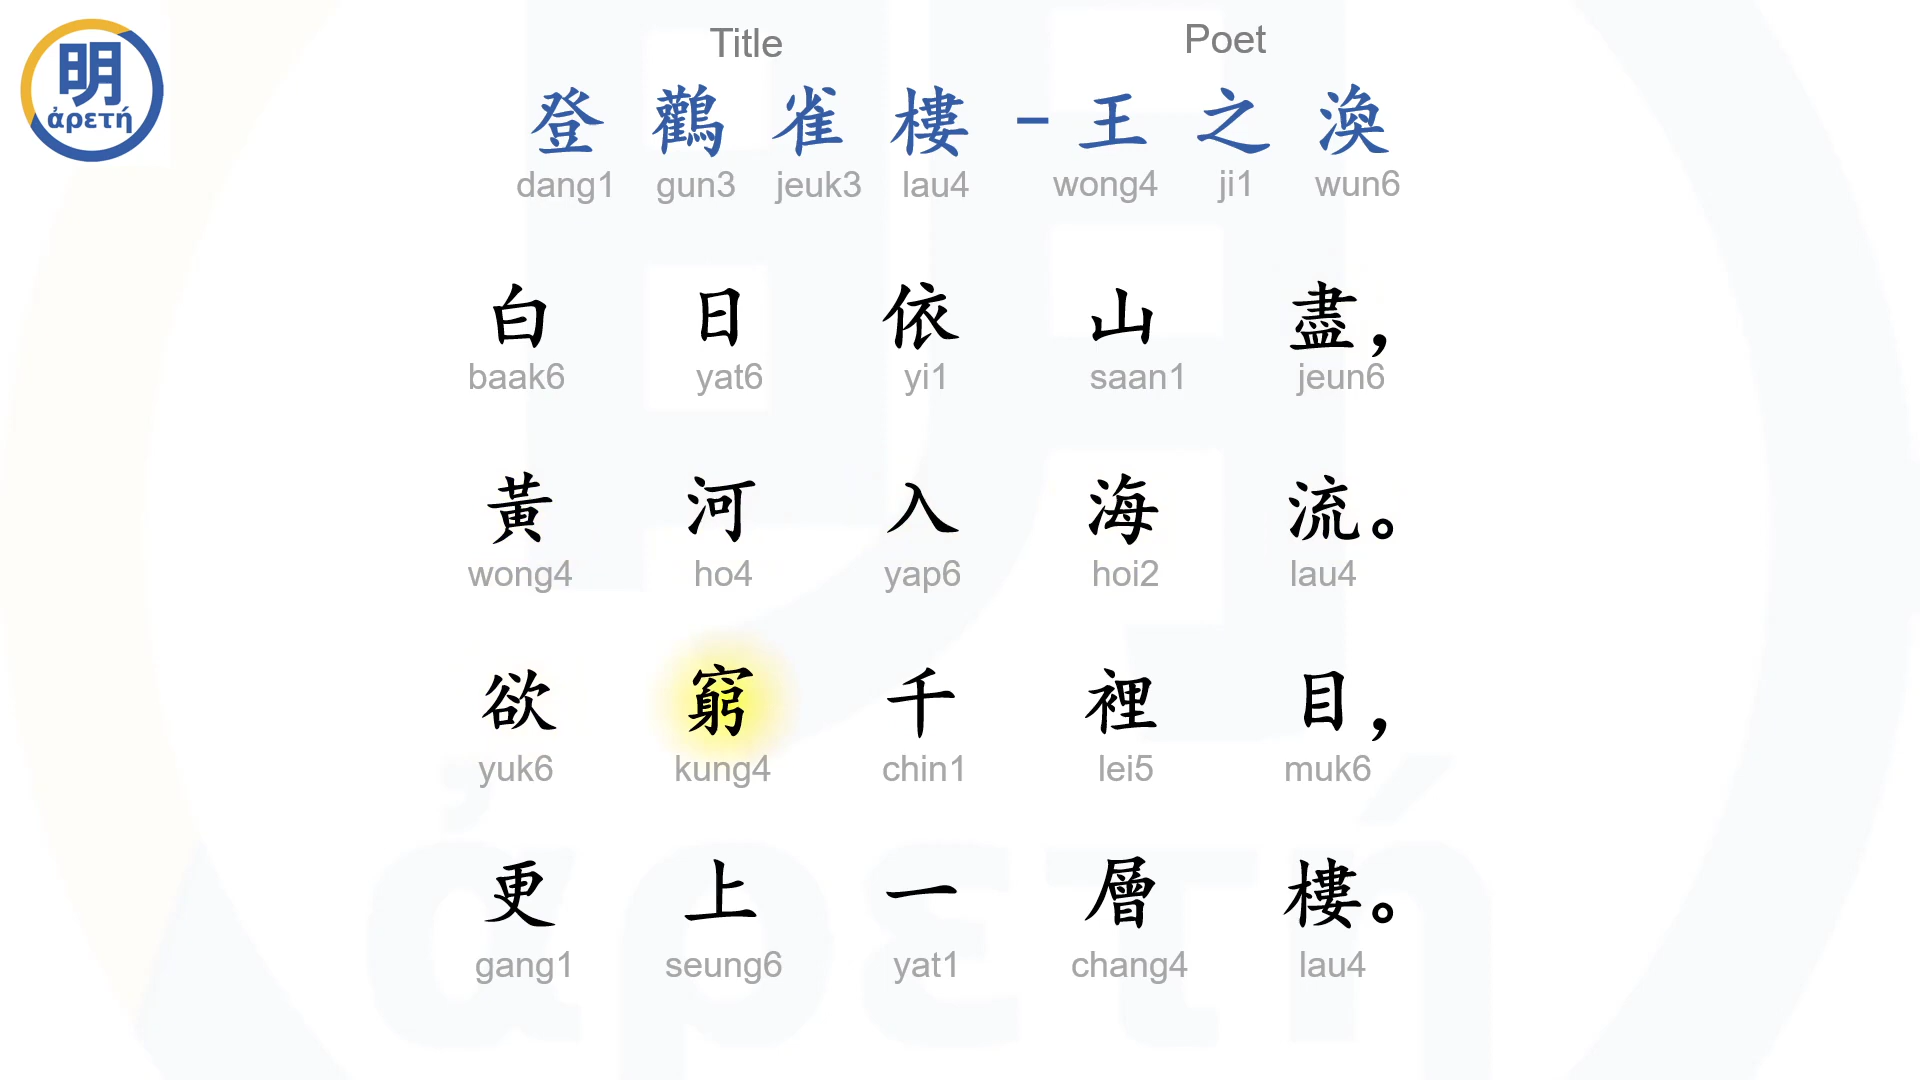 明
ἀρετή
Title Poet
登鸛雀樓-王之渙
dang1 gun3 jeuk3 lau4 wong4 ji1 wun6
白日依山盡，
baak6 yat6 yi1 saan1 jeun6
黃河入海流。
wong4 ho4 yap6 hoi2 lau4
欲窮千裡目，
yuk6 kung4 chin1 lei5 muk6
更上一層樓。
gang1 seung6 yat1 chang4 lau4